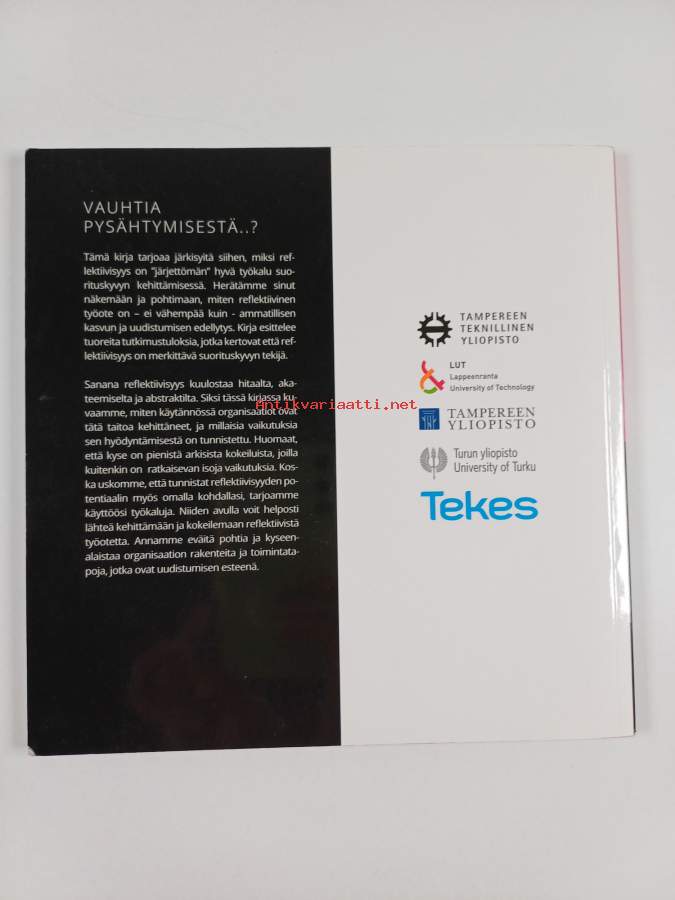 VAUHTIA
PYSÄHTYMISESTÄ..?
Tämä kirja tarjoaa järkisyitä siihen, miksi ref-
lektiivisyys on "järjettömän" hyvä työkalu suo-
rituskyvyn kehittämisessä. Herätämme sinut
näkemään ja pohtimaan, miten reflektiivinen
työote on – ei vähempää kuin - ammatillisen
kasvun ja uudistumisen edellytys. Kirja esittelee
tuoreita tutkimustuloksia, jotka kertovat että ref-
lektiivisyys on merkittävä suorituskyvyn tekijä.
Sanana reflektiivisyys kuulostaa hitaalta, aka-
teemiselta ja abstraktilta. Siksi tässä kirjassa ku-
vaamme, miten käytännössä organisaatiot ovat
tätä taitoa kehittäneet, ja millaisia vaikutuksia
sen hyödyntämisestä on tunnistettu. Huomaat,
että kyse on pienistä arkisista kokeiluista, joilla
kuitenkin on ratkaisevan isoja vaikutuksia. Kos-
ka uskomme, että tunnistat reflektiivisyyden po-
tentiaalin myös omalla kohdallasi, tarjoamme
käyttöösi työkaluja. Niiden avulla voit helposti
lähteä kehittämään ja kokeilemaan reflektiivistä
työotetta. Annamme eväitä pohtia ja kyseen-
alaistaa organisaation rakenteita ja toimintata-
poja, jotka ovat uudistumisen esteenä.
TAMPEREEN
TEKNILLINEN
YLIOPISTO
LUT
Lappeenranta
University of Technology
Antikvariaatti.net
TAMPEREEN
YLIOPISTO
Turun yliopisto
University of Turku
Tekes